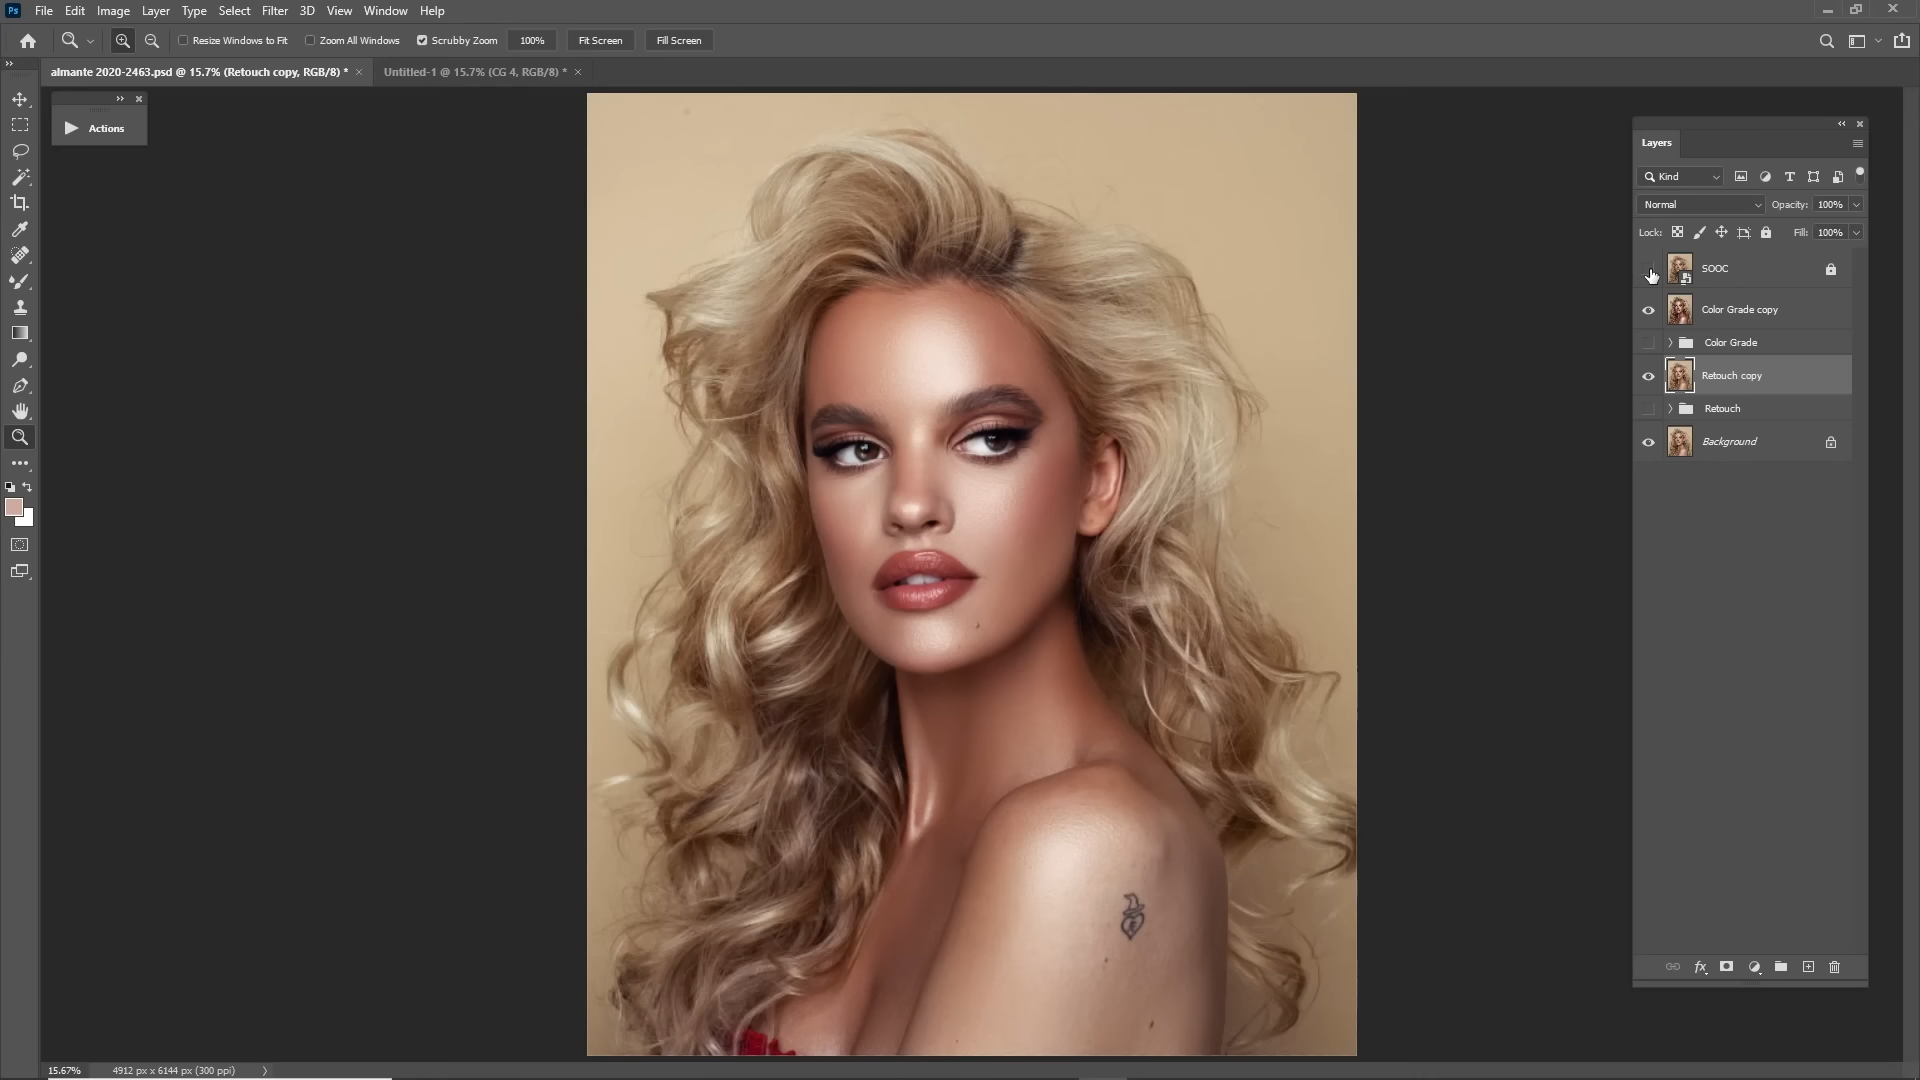 Ps File Edit Image Layer Type Select Filter 3D View Window Help
Resize Windows to Fit Zoom All Windows Scrubby Zoom 100% Fit Screen Fill Screen
almante 2020-2463.psd @ 15.7% (Retouch copy, RGB/8) * × Untitled-1 @ 15.7% (CG 4, RGB/8) * ×
Actions
Layers
Kind
Normal Opacity: 100%
Lock: Fill: 100%
SOOC
Color Grade copy
Color Grade
Retouch copy
Retouch
Background
fx
15.67% 4912 px x 6144 px (300 ppi)